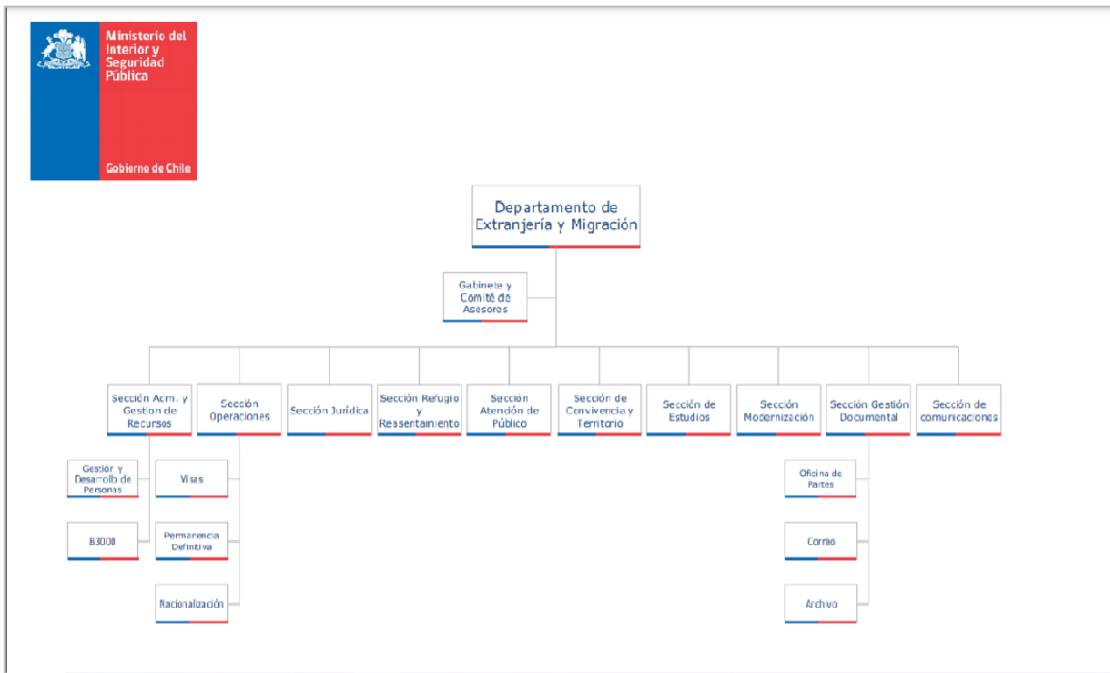 Ministerio del
Interior y
Seguridad
Pública
Gobierno de Chile
Departamento de
Extranjería y Migración
Gabinete y
Comité de
Asesores
Sección Acm. y
Gestion de
Recursos
Sección
Operaciones
Sección Jurídica
Sección Refugio
y
Reasentamiento
Sección
Atención de
Público
Sección de
Convivencia y
Territorio
Sección de
Estudios
Sección
Modernización
Sección Gestión
Documental
Sección de
comunicaciones
Gestión y
Desarrollo de
Personas
Visas
Oficina de
Partes
B3000
Permanencia
Definitiva
Correo
Nacionalización
Archivo